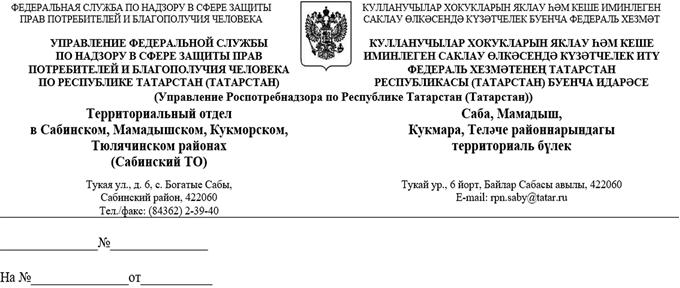 ФЕДЕРАЛЬНАЯ СЛУЖБА ПО НАДЗОРУ В СФЕРЕ ЗАЩИТЫ
ПРАВ ПОТРЕБИТЕЛЕЙ И БЛАГОПОЛУЧИЯ ЧЕЛОВЕКА
УПРАВЛЕНИЕ ФЕДЕРАЛЬНОЙ СЛУЖБЫ
ПО НАДЗОРУ В СФЕРЕ ЗАЩИТЫ ПРАВ
ПОТРЕБИТЕЛЕЙ И БЛАГОПОЛУЧИЯ ЧЕЛОВЕКА
ПО РЕСПУБЛИКЕ ТАТАРСТАН (ТАТАРСТАН)
КУЛЛАНУЧЫЛАР ХОКУКЛАРЫН ЯКЛАУ ҺӘМ КЕШЕ ИМИНЛЕГЕН
САКЛАУ ӨЛКӘСЕНДӘ КҮЗӘТЧЕЛЕК БУЕНЧА ФЕДЕРАЛЬ ХЕЗМӘТ
КУЛЛАНУЧЫЛАР ХОКУКЛАРЫН ЯКЛАУ ҺӘМ КЕШЕ
ИМИНЛЕГЕН САКЛАУ ӨЛКӘСЕНДӘ КҮЗӘТЧЕЛЕК ИТҮ
ФЕДЕРАЛЬ ХЕЗМӘТЕНЕҢ ТАТАРСТАН
РЕСПУБЛИКАСЫ (ТАТАРСТАН) БУЕНЧА ИДАРӘСЕ
(Управление Роспотребнадзора по Республике Татарстан (Татарстан))
Территориальный отдел
в Сабинском, Мамадышском, Кукморском,
Тюлячинском районах
(Сабинский ТО)
Саба, Мамадыш,
Кукмара, Теләче районнарындагы
территориаль бүлек
Тукая ул., д. 6, с. Богатые Сабы,
Сабинский район, 422060
Тел./факс: (84362) 2-39-40
Тукай ур., 6 йорт, Байлар Сабасы авылы, 422060
E-mail: rpn.saby@tatar.ru
______________№______________
На №______________от__________